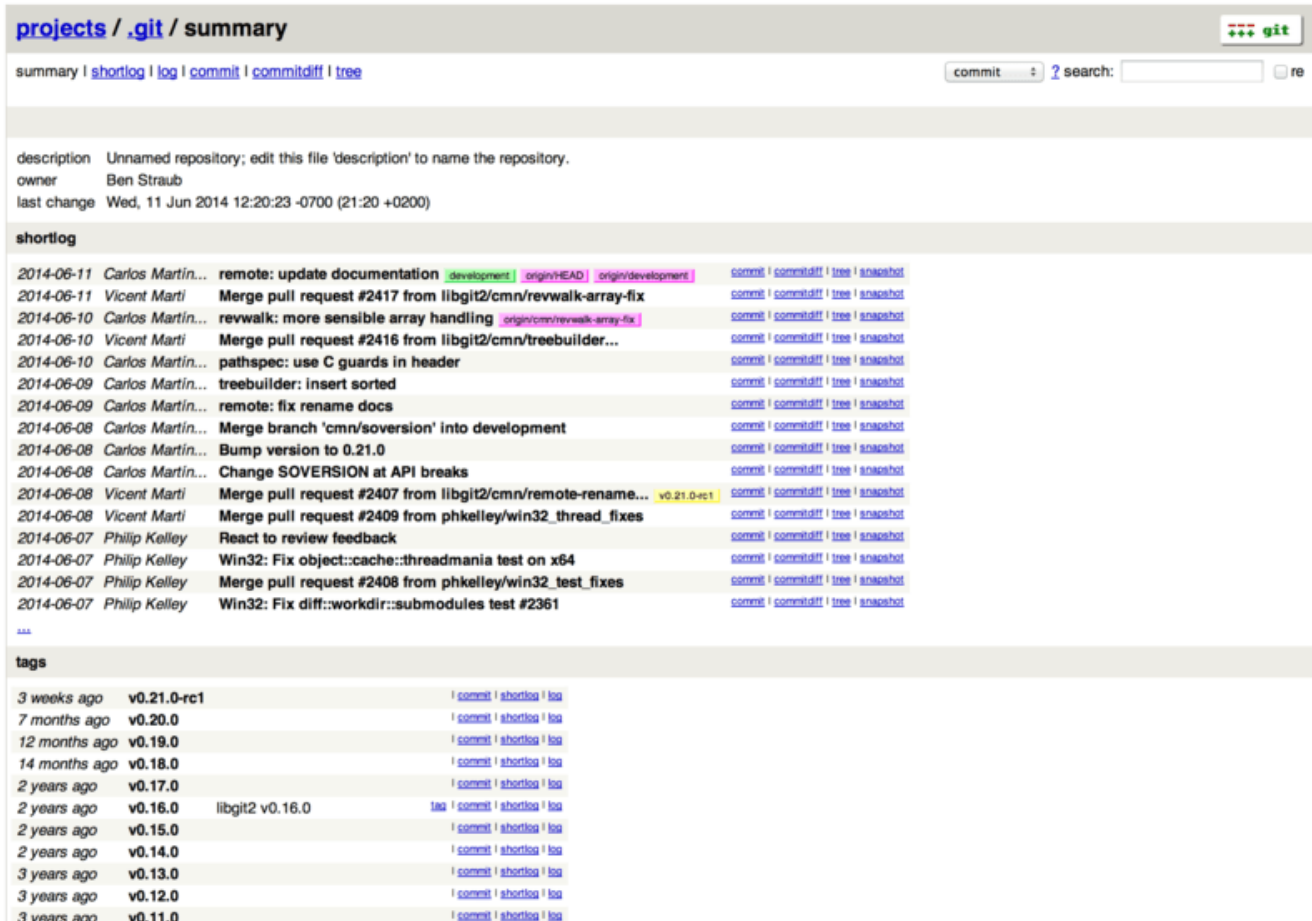 projects / .git / summary
git
summary | shortlog | log | commit | commitdiff | tree
commit ? search: re
description Unnamed repository; edit this file 'description' to name the repository.
owner Ben Straub
last change Wed, 11 Jun 2014 12:20:23 -0700 (21:20 +0200)
shortlog
2014-06-11 Carlos Martín... remote: update documentation development origin/HEAD origin/development commit | commitdiff | tree | snapshot
2014-06-11 Vicent Marti Merge pull request #2417 from libgit2/cmn/revwalk-array-fix commit | commitdiff | tree | snapshot
2014-06-10 Carlos Martín... revwalk: more sensible array handling origin/cmn/revwalk-array-fix commit | commitdiff | tree | snapshot
2014-06-10 Vicent Marti Merge pull request #2416 from libgit2/cmn/treebuilder... commit | commitdiff | tree | snapshot
2014-06-10 Carlos Martín... pathspec: use C guards in header commit | commitdiff | tree | snapshot
2014-06-09 Carlos Martín... treebuilder: insert sorted commit | commitdiff | tree | snapshot
2014-06-09 Carlos Martín... remote: fix rename docs commit | commitdiff | tree | snapshot
2014-06-08 Carlos Martín... Merge branch 'cmn/soversion' into development commit | commitdiff | tree | snapshot
2014-06-08 Carlos Martín... Bump version to 0.21.0 commit | commitdiff | tree | snapshot
2014-06-08 Carlos Martín... Change SOVERSION at API breaks commit | commitdiff | tree | snapshot
2014-06-08 Vicent Marti Merge pull request #2407 from libgit2/cmn/remote-rename... v0.21.0-rc1 commit | commitdiff | tree | snapshot
2014-06-08 Vicent Marti Merge pull request #2409 from phkelley/win32_thread_fixes commit | commitdiff | tree | snapshot
2014-06-07 Philip Kelley React to review feedback commit | commitdiff | tree | snapshot
2014-06-07 Philip Kelley Win32: Fix object::cache::threadmania test on x64 commit | commitdiff | tree | snapshot
2014-06-07 Philip Kelley Merge pull request #2408 from phkelley/win32_test_fixes commit | commitdiff | tree | snapshot
2014-06-07 Philip Kelley Win32: Fix diff::workdir::submodules test #2361 commit | commitdiff | tree | snapshot
...
tags
3 weeks ago v0.21.0-rc1 | commit | shortlog | log
7 months ago v0.20.0 | commit | shortlog | log
12 months ago v0.19.0 | commit | shortlog | log
14 months ago v0.18.0 | commit | shortlog | log
2 years ago v0.17.0 | commit | shortlog | log
2 years ago v0.16.0 libgit2 v0.16.0 tag | commit | shortlog | log
2 years ago v0.15.0 | commit | shortlog | log
2 years ago v0.14.0 | commit | shortlog | log
3 years ago v0.13.0 | commit | shortlog | log
3 years ago v0.12.0 | commit | shortlog | log
3 years ago v0.11.0 | commit | shortlog | log